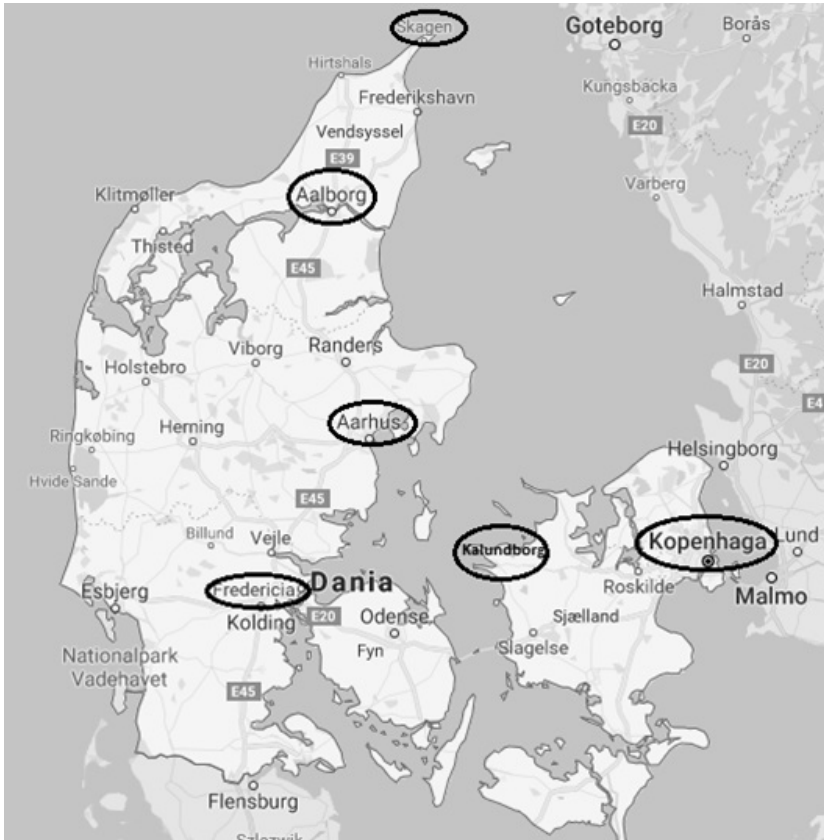 Skagen
Goteborg
Borås
Hirtshals
Kungsbacka
Frederikshavn
E20
Vendsyssel
E39
Varberg
Klitmøller
Aalborg
Thisted
E45
Halmstad
Viborg
Randers
E20
Holstebro
E4
Aarhus
Ringkøbing
Herning
Helsingborg
Hvide Sande
E45
Billund
Vejle
Kalundborg
Kopenhaga
Lund
Esbjerg
Fredericia
Dania
Roskilde
Malmo
Kolding
E20
Odense
Sjælland
Nationalpark
Vadehavet
Fyn
Slagelse
E45
Flensburg
Szlezwik